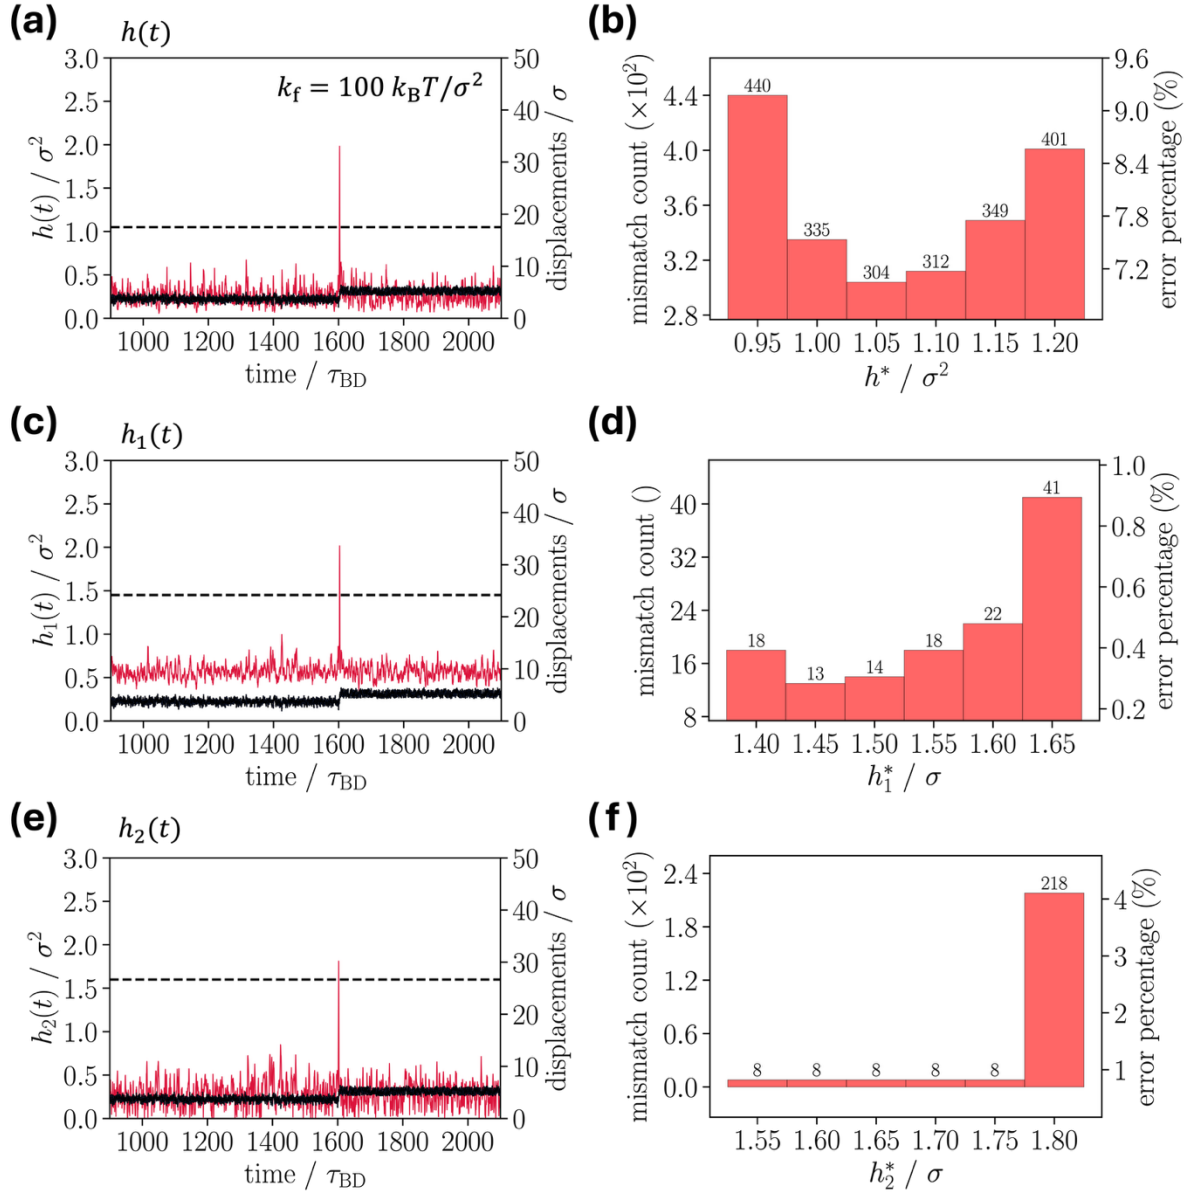 (a)
h(t)
k_f = 100 k_BT/σ²
3.0
2.5
2.0
1.5
1.0
0.5
0.0
h(t) / σ²
50
40
30
20
10
0
displacements / σ
1000 1200 1400 1600 1800 2000
time / τ_BD
(b)
4.4
4.0
3.6
3.2
2.8
mismatch count (×10²)
440
335
304
312
349
401
9.6
9.0
8.4
7.8
7.2
error percentage (%)
0.95 1.00 1.05 1.10 1.15 1.20
h* / σ²
(c)
h₁(t)
3.0
2.5
2.0
1.5
1.0
0.5
0.0
h₁(t) / σ²
50
40
30
20
10
0
displacements / σ
1000 1200 1400 1600 1800 2000
time / τ_BD
(d)
40
32
24
16
8
mismatch count ()
18
13
14
18
22
41
1.0
0.8
0.6
0.4
0.2
error percentage (%)
1.40 1.45 1.50 1.55 1.60 1.65
h₁* / σ
(e)
h₂(t)
3.0
2.5
2.0
1.5
1.0
0.5
0.0
h₂(t) / σ²
50
40
30
20
10
0
displacements / σ
1000 1200 1400 1600 1800 2000
time / τ_BD
(f)
2.4
1.8
1.2
0.6
0.0
mismatch count (×10²)
8
8
8
8
8
218
4
3
2
1
error percentage (%)
1.55 1.60 1.65 1.70 1.75 1.80
h₂* / σ